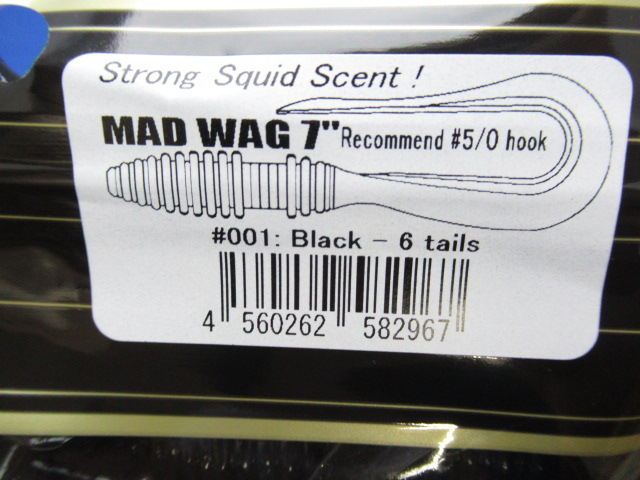 Strong Squid Scent !
MAD WAG 7" Recommend #5/0 hook
#001: Black - 6 tails
4 560262 582967